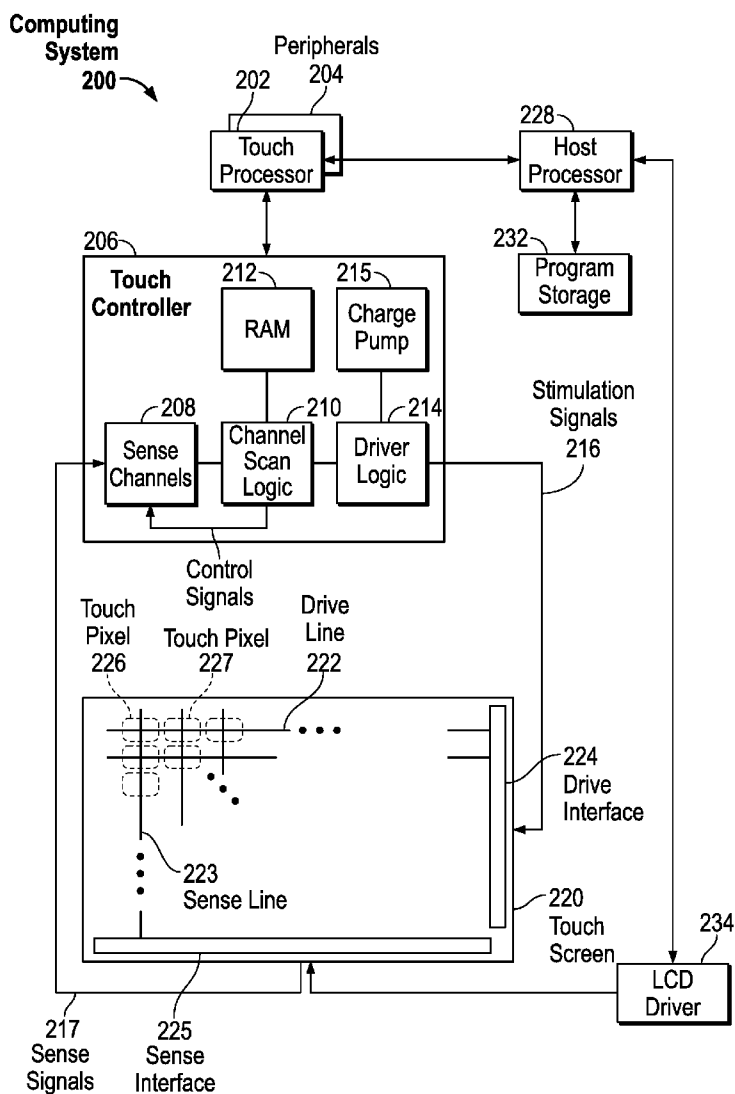 Computing
System
200
Peripherals
204
202
Touch
Processor
228
Host
Processor
232
Program
Storage
206
Touch
Controller
212
RAM
215
Charge
Pump
208
Sense
Channels
210
Channel
Scan
Logic
214
Driver
Logic
Stimulation
Signals
216
Control
Signals
Touch
Pixel
226
Touch Pixel
227
Drive
Line
222
224
Drive
Interface
223
Sense Line
220
Touch
Screen
234
LCD
Driver
217
Sense
Signals
225
Sense
Interface